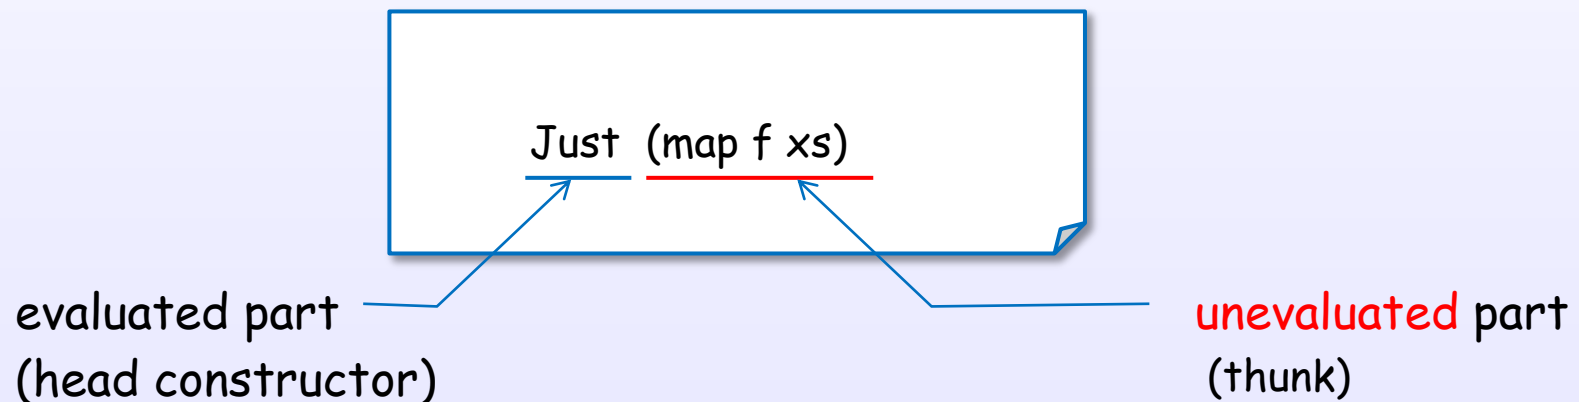 Just (map f xs)
evaluated part
(head constructor)
unevaluated part
(thunk)